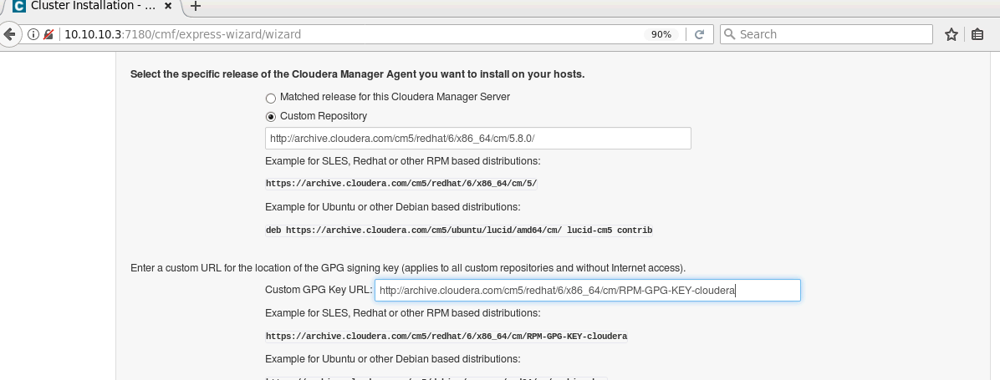 Cluster Installation - ...
10.10.10.3:7180/cmf/express-wizard/wizard 90% Search
Select the specific release of the Cloudera Manager Agent you want to install on your hosts.
Matched release for this Cloudera Manager Server
Custom Repository
http://archive.cloudera.com/cm5/redhat/6/x86_64/cm/5.8.0/
Example for SLES, Redhat or other RPM based distributions:
https://archive.cloudera.com/cm5/redhat/6/x86_64/cm/5/
Example for Ubuntu or other Debian based distributions:
deb https://archive.cloudera.com/cm5/ubuntu/lucid/amd64/cm/ lucid-cm5 contrib
Enter a custom URL for the location of the GPG signing key (applies to all custom repositories and without Internet access).
Custom GPG Key URL: http://archive.cloudera.com/cm5/redhat/6/x86_64/cm/RPM-GPG-KEY-cloudera
Example for SLES, Redhat or other RPM based distributions:
https://archive.cloudera.com/cm5/redhat/6/x86_64/cm/RPM-GPG-KEY-cloudera
Example for Ubuntu or other Debian based distributions: